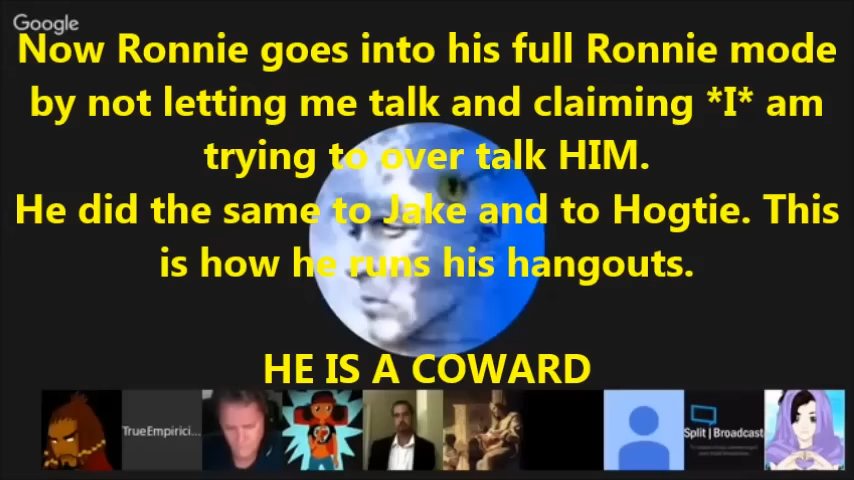 Google
Now Ronnie goes into his full Ronnie mode
by not letting me talk and claiming *I* am
trying to over talk HIM.
He did the same to Jake and to Hogtie. This
is how he runs his hangouts.
HE IS A COWARD
TrueEmpirici...
Split | Broadcast